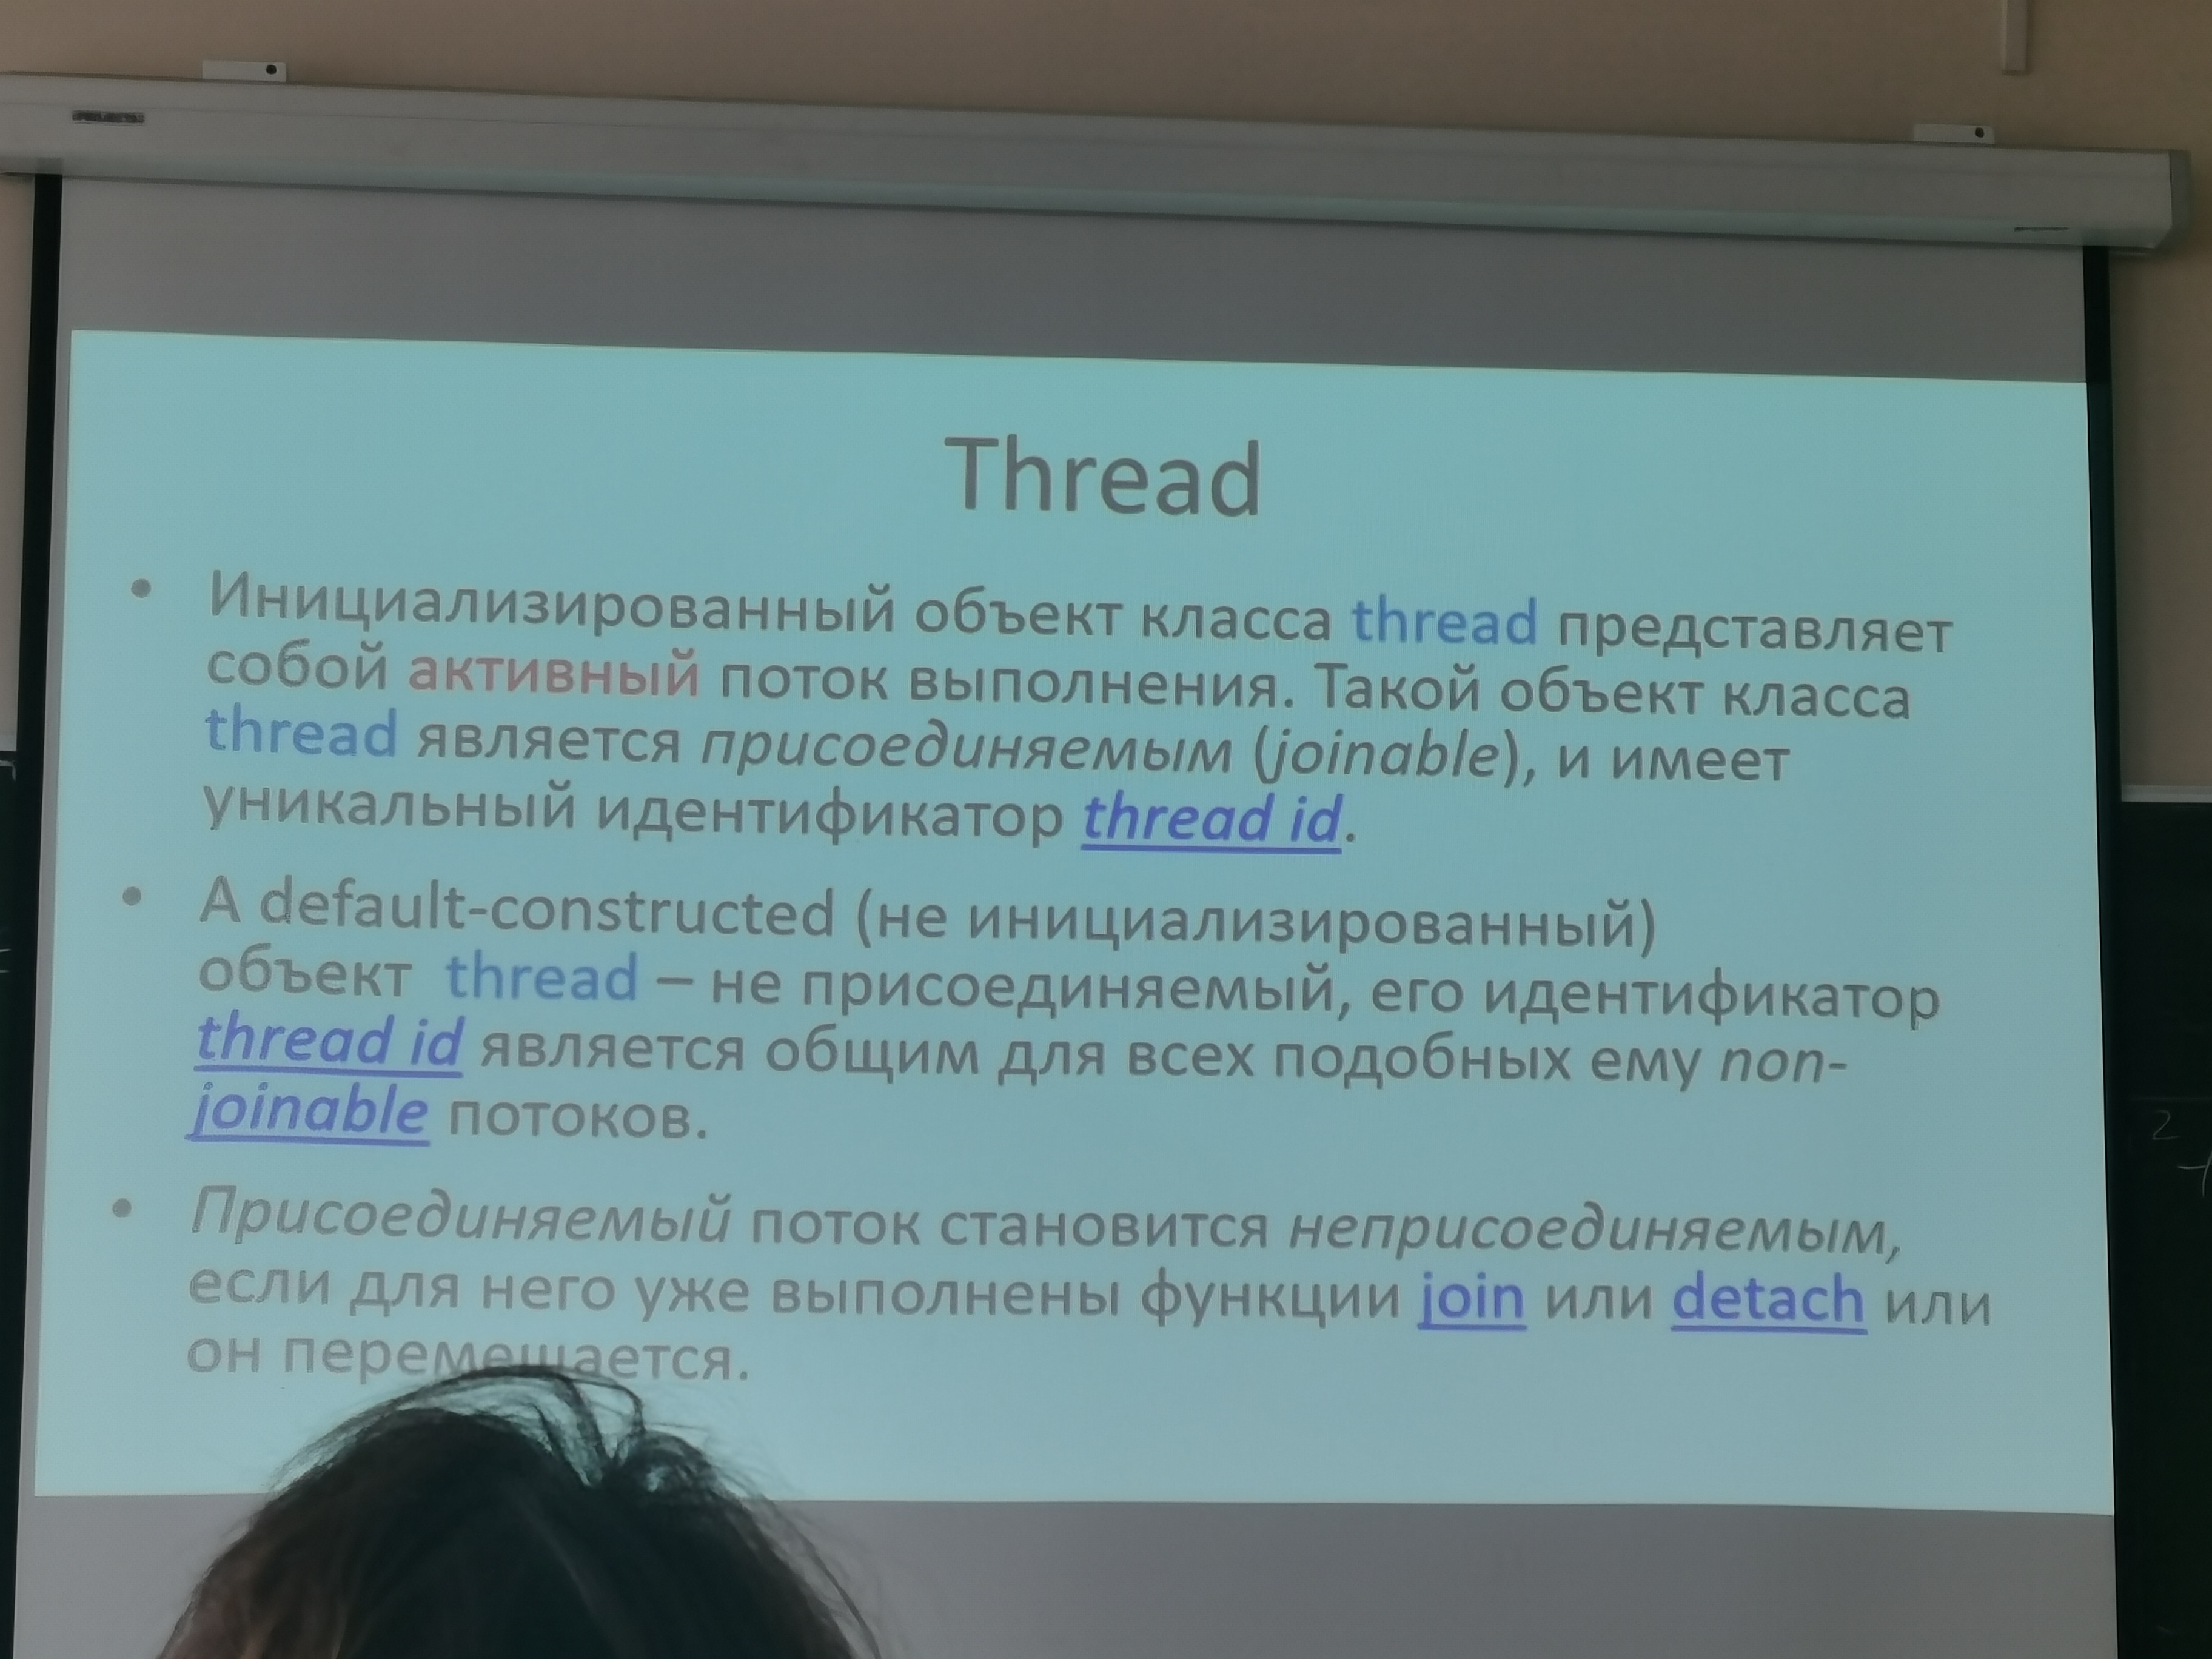 Thread
• Инициализированный объект класса thread представляет
собой активный поток выполнения. Такой объект класса
thread является присоединяемым (joinable), и имеет
уникальный идентификатор thread id.
• A default-constructed (не инициализированный)
объект thread – не присоединяемый, его идентификатор
thread id является общим для всех подобных ему non-
joinable потоков.
• Присоединяемый поток становится неприсоединяемым,
если для него уже выполнены функции join или detach или
он перемещается.
2